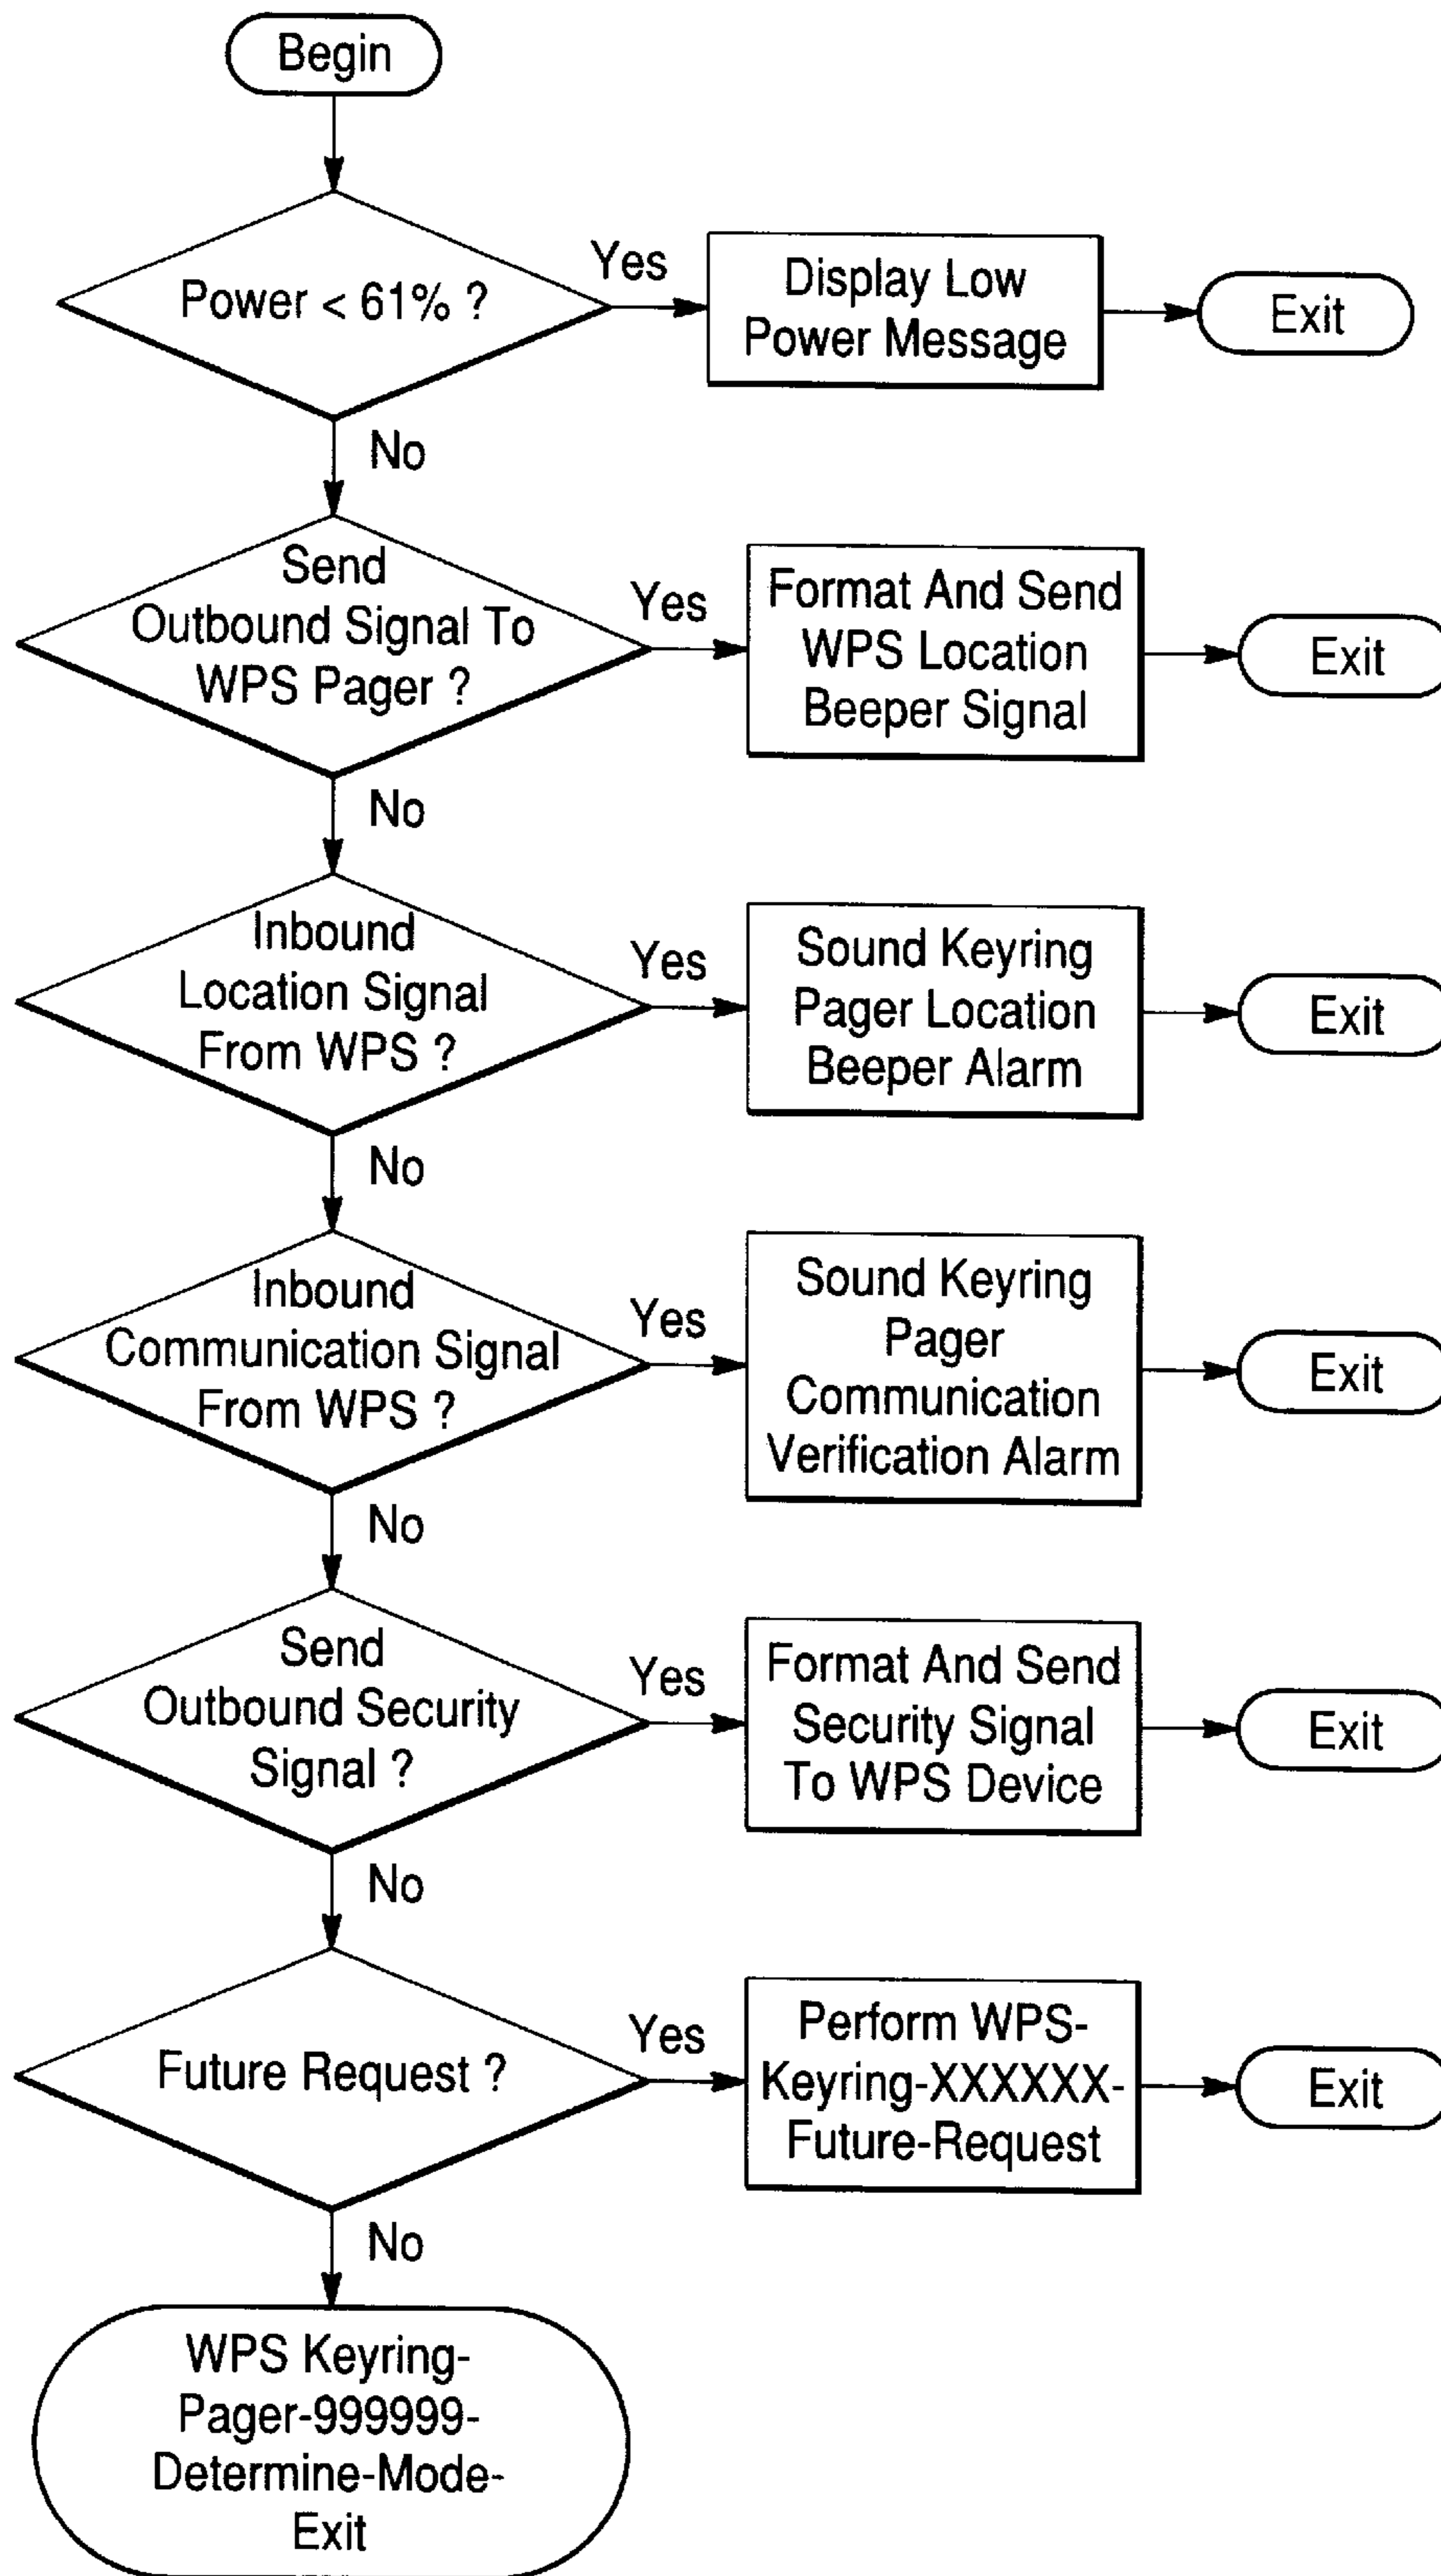 Begin
Power < 61% ?
Yes
Display Low
Power Message
Exit
No
Send
Outbound Signal To
WPS Pager ?
Yes
Format And Send
WPS Location
Beeper Signal
Exit
No
Inbound
Location Signal
From WPS ?
Yes
Sound Keyring
Pager Location
Beeper Alarm
Exit
No
Inbound
Communication Signal
From WPS ?
Yes
Sound Keyring
Pager
Communication
Verification Alarm
Exit
No
Send
Outbound Security
Signal ?
Yes
Format And Send
Security Signal
To WPS Device
Exit
No
Future Request ?
Yes
Perform WPS-
Keyring-XXXXXX-
Future-Request
Exit
No
WPS Keyring-
Pager-999999-
Determine-Mode-
Exit